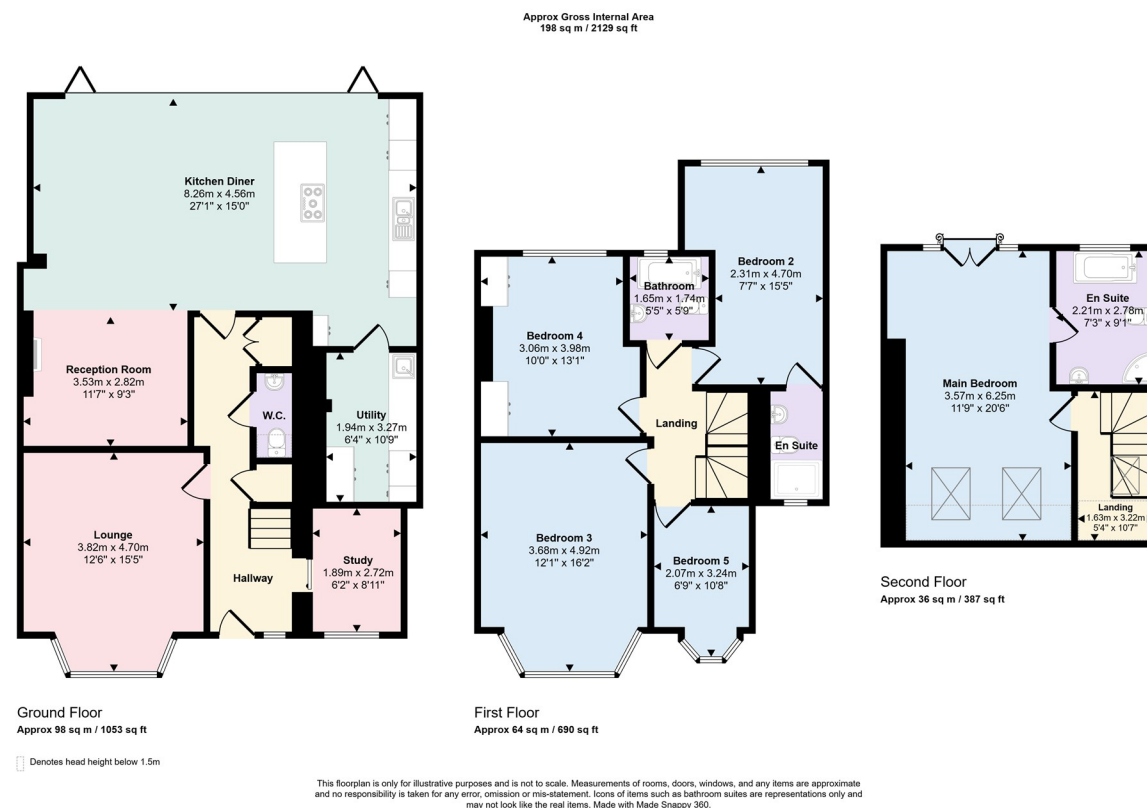 Approx Gross Internal Area
198 sq m / 2129 sq ft
Kitchen Diner
8.26m x 4.56m
27'1" x 15'0"
Reception Room
3.53m x 2.82m
11'7" x 9'3"
W.C.
Utility
1.94m x 3.27m
6'4" x 10'9"
Lounge
3.82m x 4.70m
12'6" x 15'5"
Hallway
Study
1.89m x 2.72m
6'2" x 8'11"
Ground Floor
Approx 98 sq m / 1053 sq ft
Denotes head height below 1.5m
Bedroom 2
2.31m x 4.70m
7'7" x 15'5"
Bathroom
1.65m x 1.74m
5'5" x 5'9"
Bedroom 4
3.06m x 3.98m
10'0" x 13'1"
Landing
En Suite
Bedroom 3
3.68m x 4.92m
12'1" x 16'2"
Bedroom 5
2.07m x 3.24m
6'9" x 10'8"
First Floor
Approx 64 sq m / 690 sq ft
En Suite
2.21m x 2.78m
7'3" x 9'1"
Main Bedroom
3.57m x 6.25m
11'9" x 20'6"
Landing
1.63m x 3.22m
5'4" x 10'7"
Second Floor
Approx 36 sq m / 387 sq ft
This floorplan is only for illustrative purposes and is not to scale. Measurements of rooms, doors, windows, and any items are approximate
and no responsibility is taken for any error, omission or mis-statement. Icons of items such as bathroom suites are representations only and
may not look like the real items. Made with Made Snappy 360.